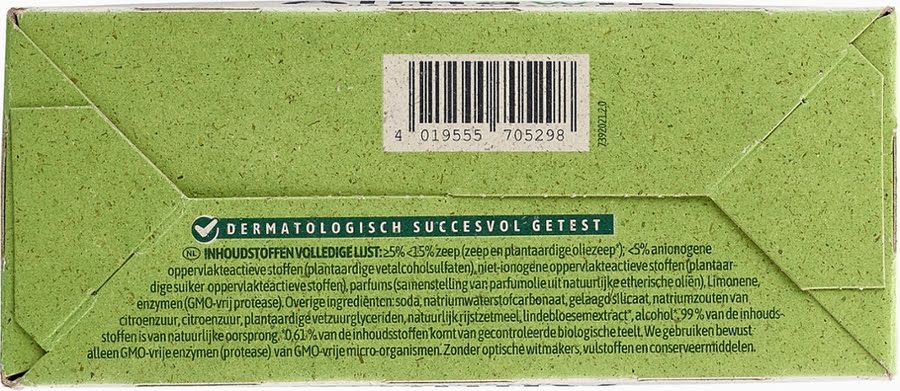 4 019555 705298
7392021.2.0
DERMATOLOGISCH SUCCESVOL GETEST
NL INHOUDSTOFFEN VOLLEDIGE LIJST: ≥5% <15% zeep (zeep en plantaardige oliezeep*); <5% anionogene
oppervlakteactieve stoffen (plantaardige vetalcoholsulfaten), niet-ionogene oppervlakteactieve stoffen (plantaar-
dige suiker-oppervlakteactieve stoffen), parfums (samenstelling van parfumolie uit natuurlijke etherische oliën), Limonene,
enzymen (GMO-vrij protease). Overige ingrediënten: soda, natriumwaterstofcarbonaat, gelaagd silicaat, natriumzouten van
citroenzuur, citroenzuur, plantaardige vetzuurglyceriden, natuurlijk rijstzetmeel, lindebloesemextract*, alcohol*. 99 % van de inhouds-
stoffen is van natuurlijke oorsprong. *0,61% van de inhoudsstoffen komt van gecontroleerde biologische teelt. We gebruiken bewust
alleen GMO-vrije enzymen (protease) van GMO-vrije micro-organismen. Zonder optische witmakers, vulstoffen en conserveermiddelen.